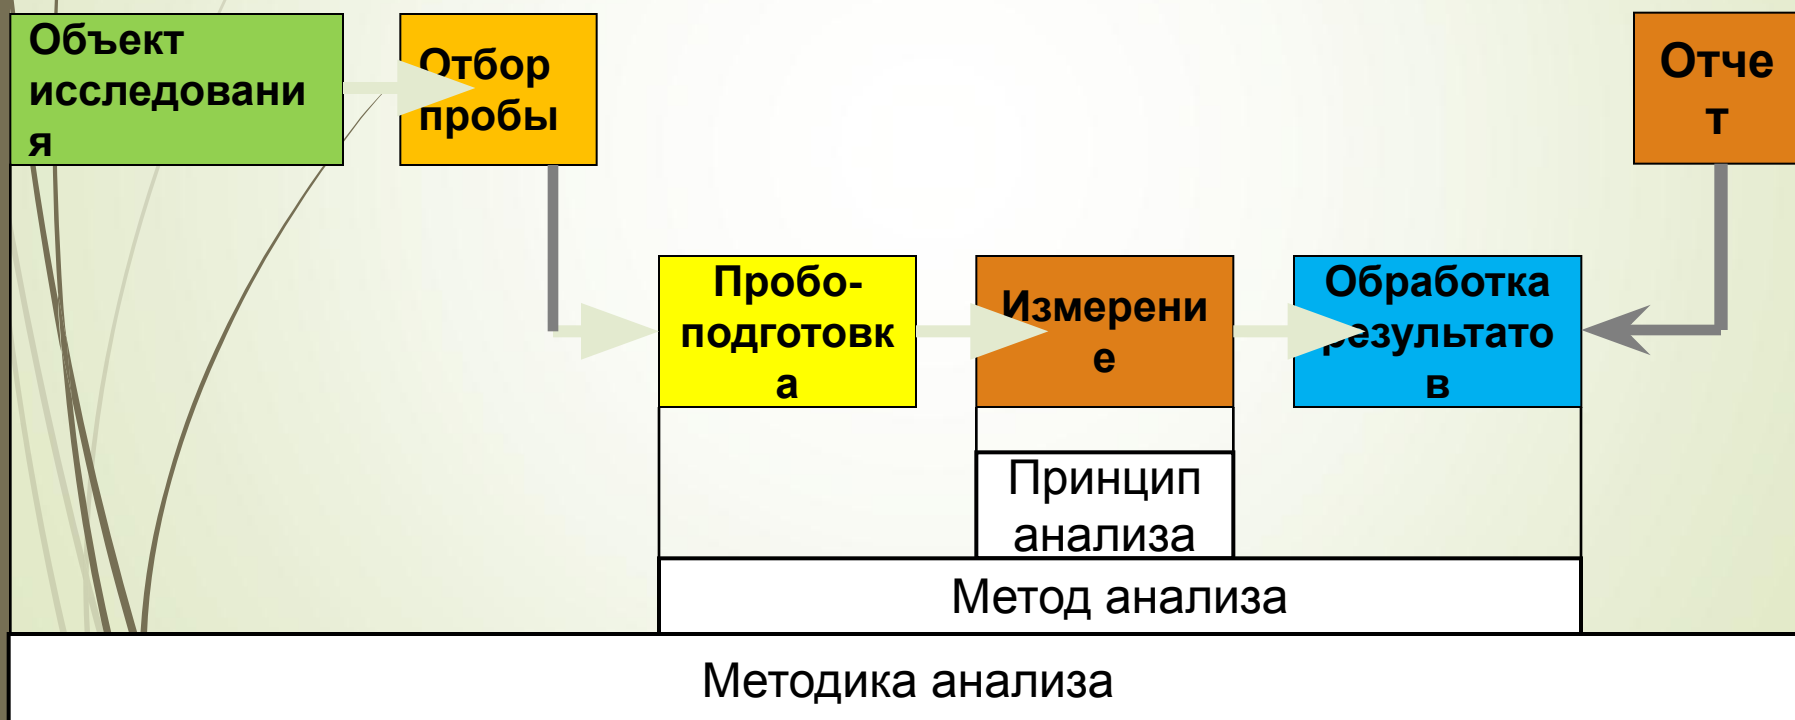 Объект
исследовани
я
Отбор
пробы
Отче
т
Пробо-
подготовк
а
Измерени
е
Обработка
результато
в
Принцип
анализа
Метод анализа
Методика анализа